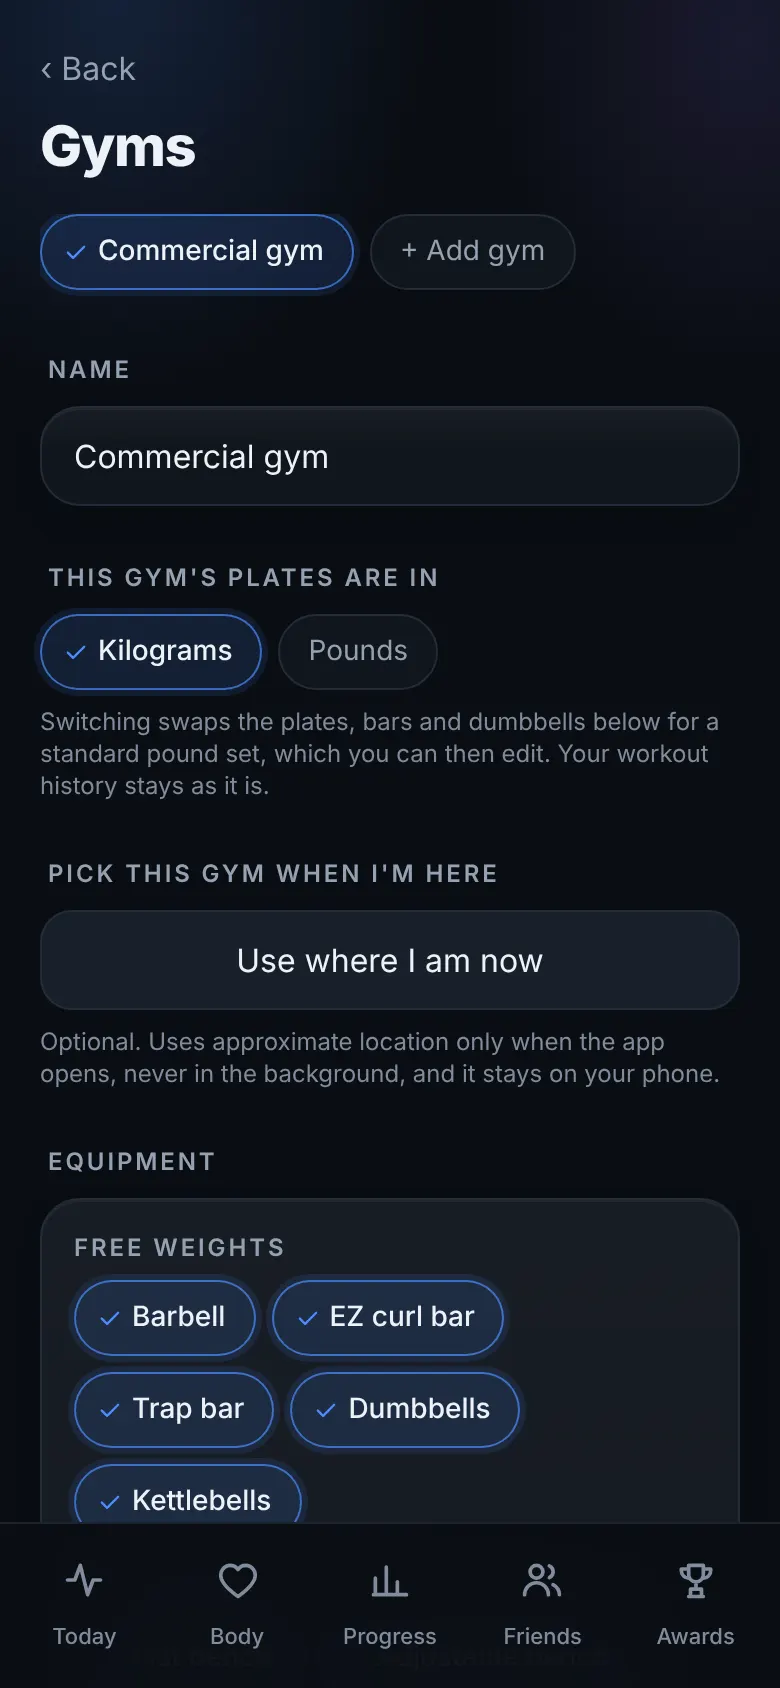 ‹ Back
Gyms
Commercial gym
+ Add gym
NAME
Commercial gym
THIS GYM'S PLATES ARE IN
Kilograms
Pounds
Switching swaps the plates, bars and dumbbells below for a
standard pound set, which you can then edit. Your workout
history stays as it is.
PICK THIS GYM WHEN I'M HERE
Use where I am now
Optional. Uses approximate location only when the app
opens, never in the background, and it stays on your phone.
EQUIPMENT
FREE WEIGHTS
Barbell
EZ curl bar
Trap bar
Dumbbells
Kettlebells
Today
Body
Progress
Friends
Awards